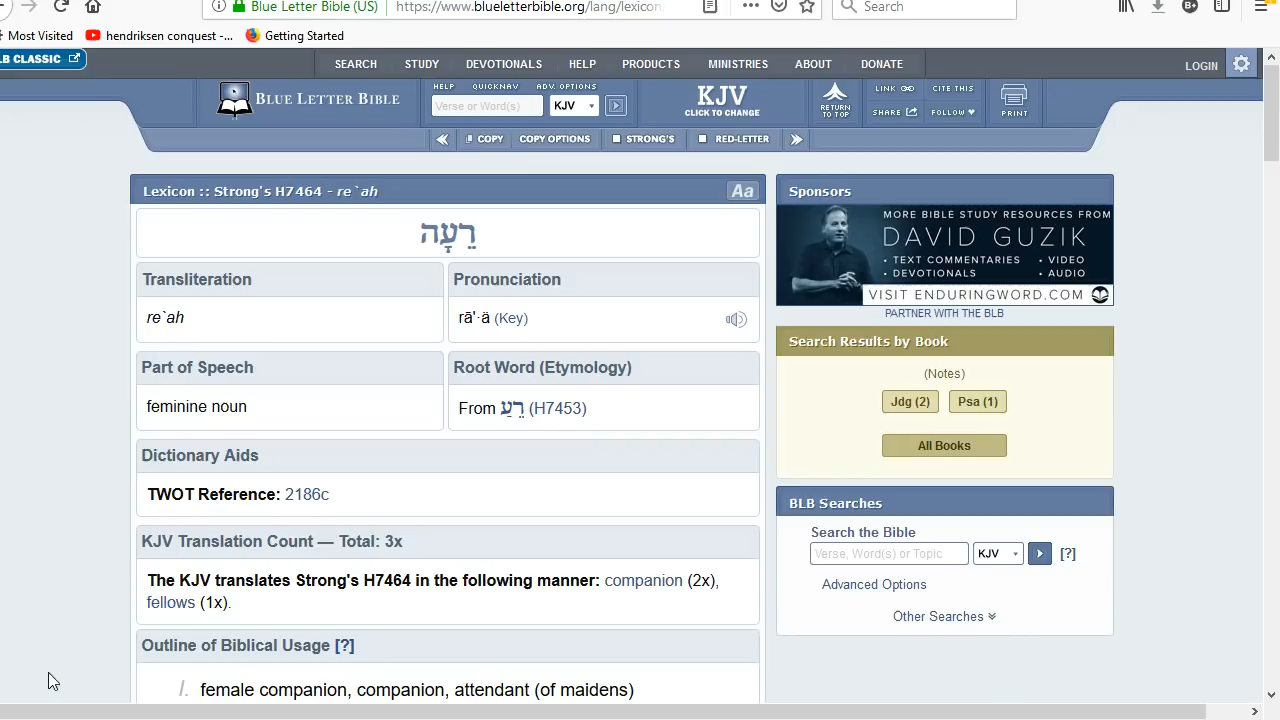 Blue Letter Bible (US)
https://www.blueletterbible.org/lang/lexicon
Search
Most Visited
hendriksen conquest -...
Getting Started
LB CLASSIC
SEARCH STUDY DEVOTIONALS HELP PRODUCTS MINISTRIES ABOUT DONATE
LOGIN
BLUE LETTER BIBLE
HELP QUICKNAV ADV. OPTIONS
Verse or Word(s) KJV
KJV
CLICK TO CHANGE
RETURN
TO TOP
LINK CITE THIS
SHARE FOLLOW
PRINT
COPY COPY OPTIONS STRONG'S RED-LETTER
Lexicon :: Strong's H7464 - re`ah
Aa
רֵעָה
Transliteration
re`ah
Pronunciation
rā'·ä (Key)
Part of Speech
feminine noun
Root Word (Etymology)
From רֵעַ (H7453)
Dictionary Aids
TWOT Reference: 2186c
KJV Translation Count — Total: 3x
The KJV translates Strong's H7464 in the following manner: companion (2x),
fellows (1x).
Outline of Biblical Usage [?]
I. female companion, companion, attendant (of maidens)
Sponsors
MORE BIBLE STUDY RESOURCES FROM
DAVID GUZIK
• TEXT COMMENTARIES • VIDEO
• DEVOTIONALS • AUDIO
VISIT ENDURINGWORD.COM
PARTNER WITH THE BLB
Search Results by Book
(Notes)
Jdg (2) Psa (1)
All Books
BLB Searches
Search the Bible
Verse, Word(s) or Topic KJV [?]
Advanced Options
Other Searches